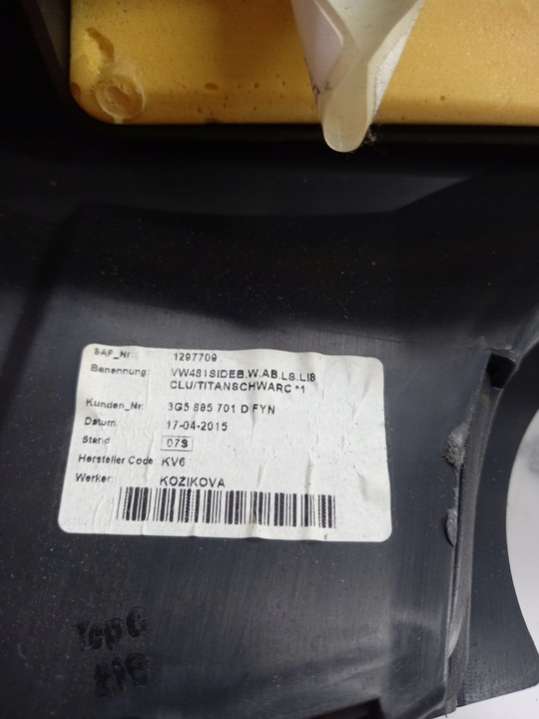 SAP_Nr: 1297709
Benennung: VW481SIDEB.W.AB.LS.LI8
CLU/TITANSCHWARC *1
Kunden_Nr: 3G5 885 701 D FYN
Datum 17-04-2015
Stand 07S
Hersteller Code KV6
Werker: KOZIKOVA